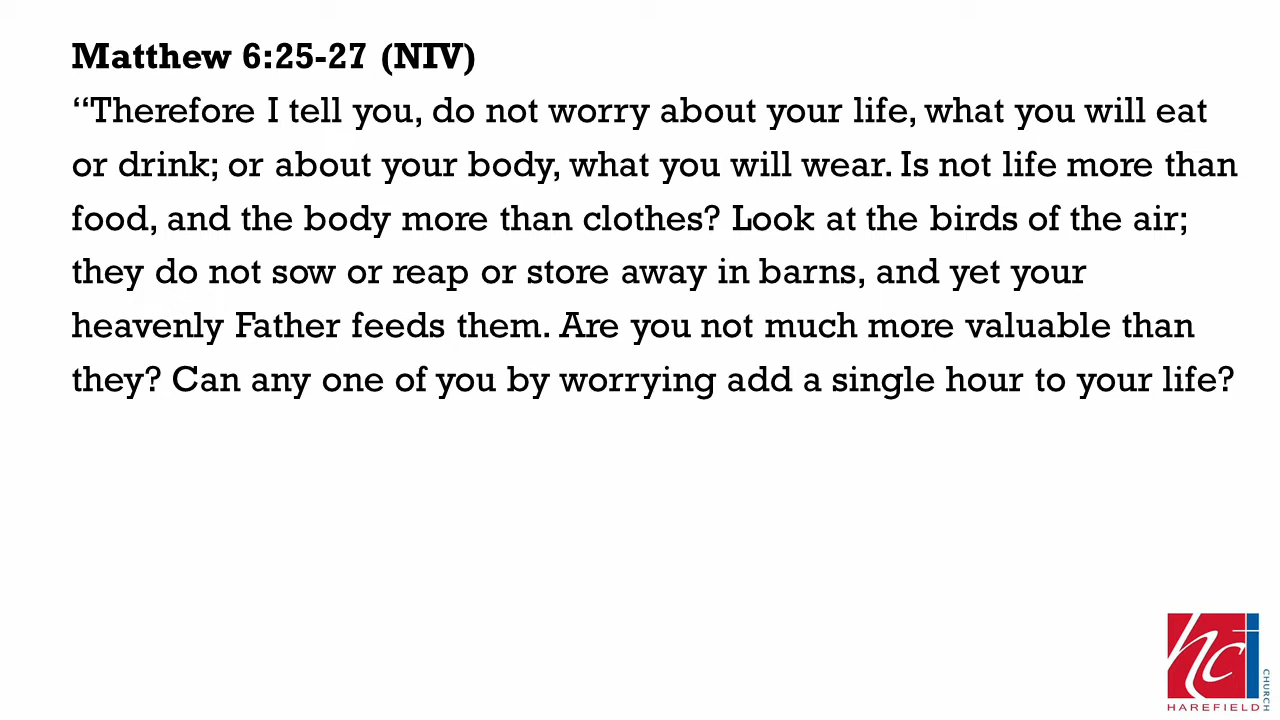 Matthew 6:25-27 (NIV)
“Therefore I tell you, do not worry about your life, what you will eat
or drink; or about your body, what you will wear. Is not life more than
food, and the body more than clothes? Look at the birds of the air;
they do not sow or reap or store away in barns, and yet your
heavenly Father feeds them. Are you not much more valuable than
they? Can any one of you by worrying add a single hour to your life?
hc
HAREFIELD
CHURCH